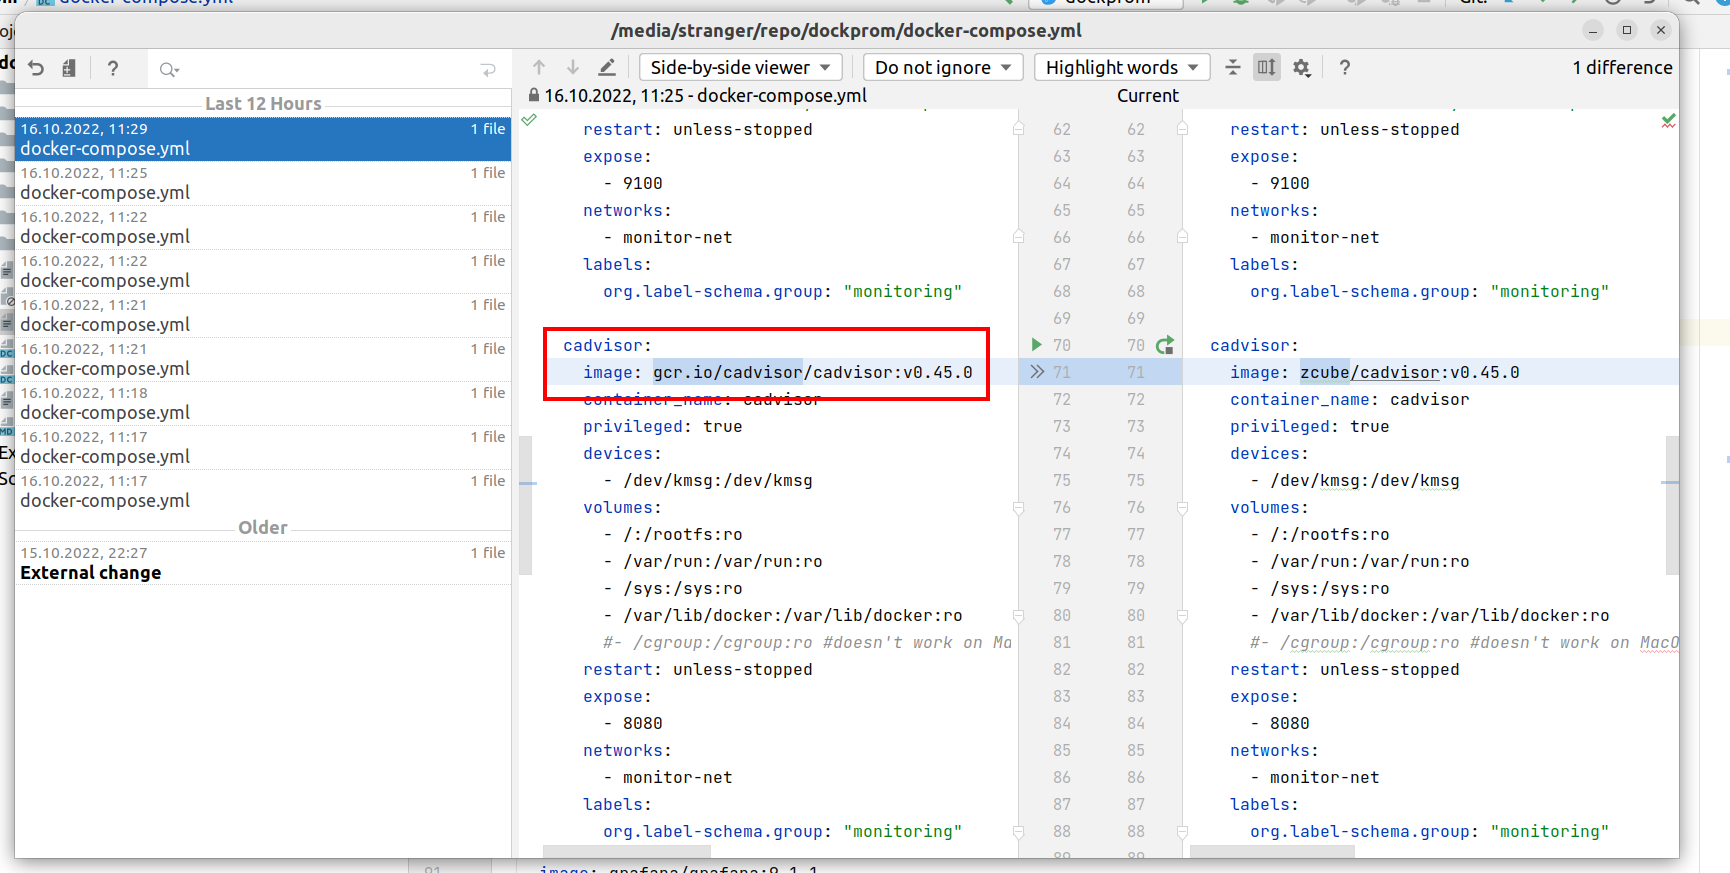 /media/stranger/repo/dockprom/docker-compose.yml
?
Side-by-side viewer
Do not ignore
Highlight words
?
1 difference
Last 12 Hours
16.10.2022, 11:29 1 file
docker-compose.yml
16.10.2022, 11:25 1 file
docker-compose.yml
16.10.2022, 11:22 1 file
docker-compose.yml
16.10.2022, 11:22 1 file
docker-compose.yml
16.10.2022, 11:21 1 file
docker-compose.yml
16.10.2022, 11:21 1 file
docker-compose.yml
16.10.2022, 11:18 1 file
docker-compose.yml
16.10.2022, 11:17 1 file
docker-compose.yml
16.10.2022, 11:17 1 file
docker-compose.yml
Older
15.10.2022, 22:27 1 file
External change
16.10.2022, 11:25 - docker-compose.yml
Current
restart: unless-stopped 62 62 restart: unless-stopped
expose: 63 63 expose:
- 9100 64 64 - 9100
networks: 65 65 networks:
- monitor-net 66 66 - monitor-net
labels: 67 67 labels:
org.label-schema.group: "monitoring" 68 68 org.label-schema.group: "monitoring"
69 69
cadvisor: 70 70 cadvisor:
image: gcr.io/cadvisor/cadvisor:v0.45.0 71 71 image: zcube/cadvisor:v0.45.0
container_name: cadvisor 72 72 container_name: cadvisor
privileged: true 73 73 privileged: true
devices: 74 74 devices:
- /dev/kmsg:/dev/kmsg 75 75 - /dev/kmsg:/dev/kmsg
volumes: 76 76 volumes:
- /:/rootfs:ro 77 77 - /:/rootfs:ro
- /var/run:/var/run:ro 78 78 - /var/run:/var/run:ro
- /sys:/sys:ro 79 79 - /sys:/sys:ro
- /var/lib/docker:/var/lib/docker:ro 80 80 - /var/lib/docker:/var/lib/docker:ro
#- /cgroup:/cgroup:ro #doesn't work on Ma 81 81 #- /cgroup:/cgroup:ro #doesn't work on MacO
restart: unless-stopped 82 82 restart: unless-stopped
expose: 83 83 expose:
- 8080 84 84 - 8080
networks: 85 85 networks:
- monitor-net 86 86 - monitor-net
labels: 87 87 labels:
org.label-schema.group: "monitoring" 88 88 org.label-schema.group: "monitoring"